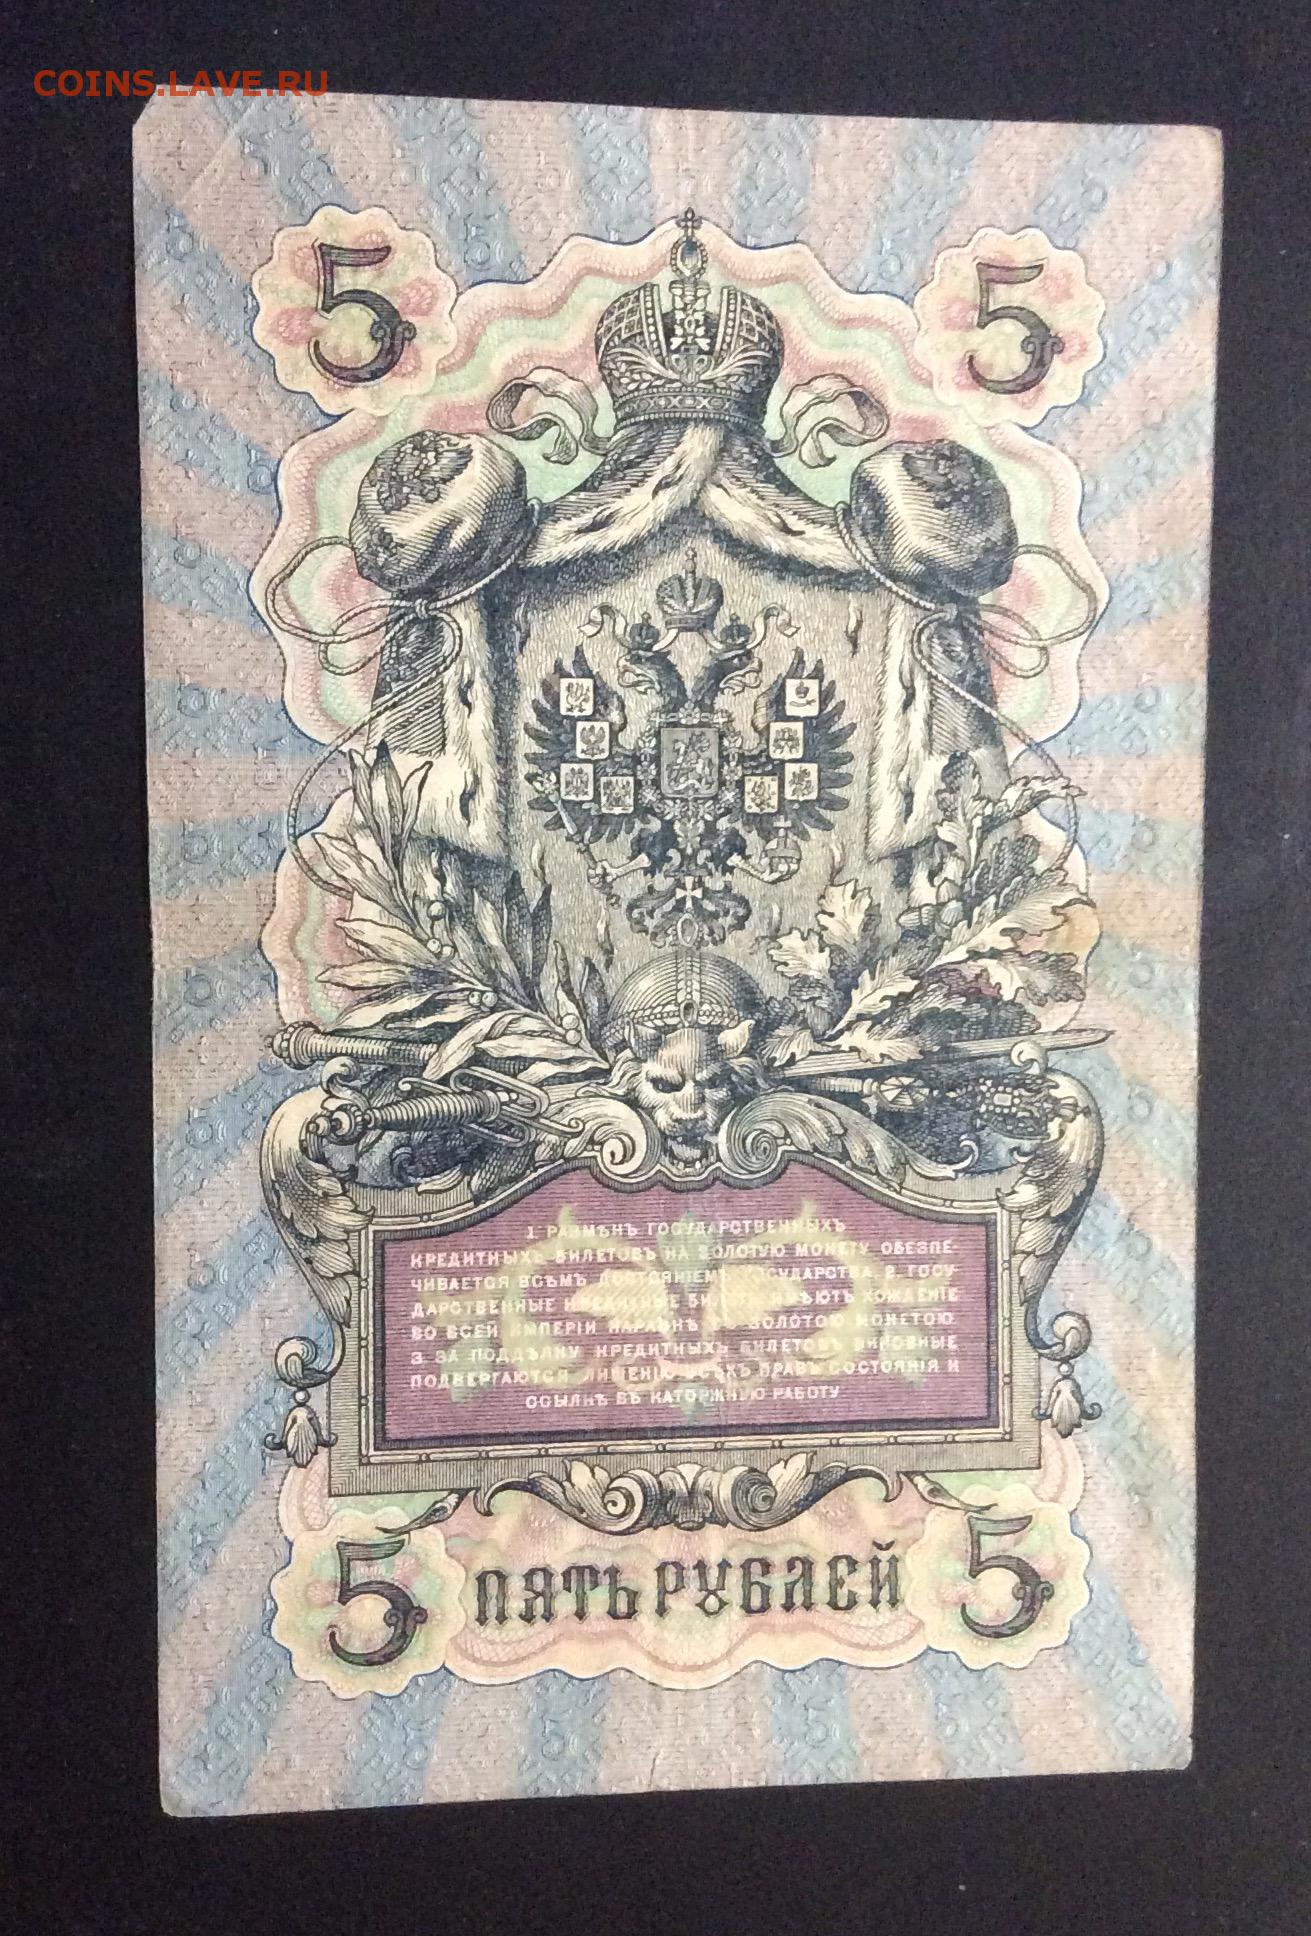 COINS.LAVE.RU
5 5
1. РАЗМѢНЪ ГОСУДАРСТВЕННЫХЪ
КРЕДИТНЫХЪ БИЛЕТОВЪ НА ЗОЛОТУЮ МОНЕТУ ОБЕЗПЕ-
ЧИВАЕТСЯ ВСѢМЪ ДОСТОЯНІЕМЪ ГОСУДАРСТВА. 2. ГОСУ-
ДАРСТВЕННЫЕ КРЕДИТНЫЕ БИЛЕТЫ ИМѢЮТЪ ХОЖДЕНІЕ
ВО ВСЕЙ ИМПЕРІИ НАРАВНѢ СЪ ЗОЛОТОЮ МОНЕТОЮ.
3. ЗА ПОДДѢЛКУ КРЕДИТНЫХЪ БИЛЕТОВЪ ВИНОВНЫЕ
ПОДВЕРГАЮТСЯ ЛИШЕНІЮ ВСѢХЪ ПРАВЪ СОСТОЯНІЯ И
ССЫЛКѢ ВЪ КАТОРЖНУЮ РАБОТУ.
5 ПЯТЬ РУБЛЕЙ 5